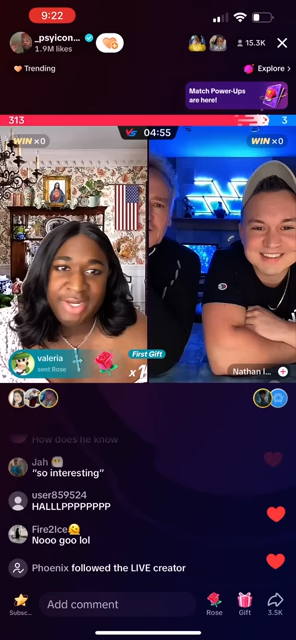 9:22
_psyicon...
1.9M likes
15.3K
Trending
Explore >
Match Power-Ups
are here!
313
3
WIN ×0
VS 04:55
WIN ×0
valeria
sent Rose
First Gift
x
Nathan l...
How does he know
Jah
“so interesting”
user859524
HALLLPPPPPPPP
Fire2Ice
Nooo goo lol
Phoenix followed the LIVE creator
Subsc...
Add comment
Rose
Gift
3.5K